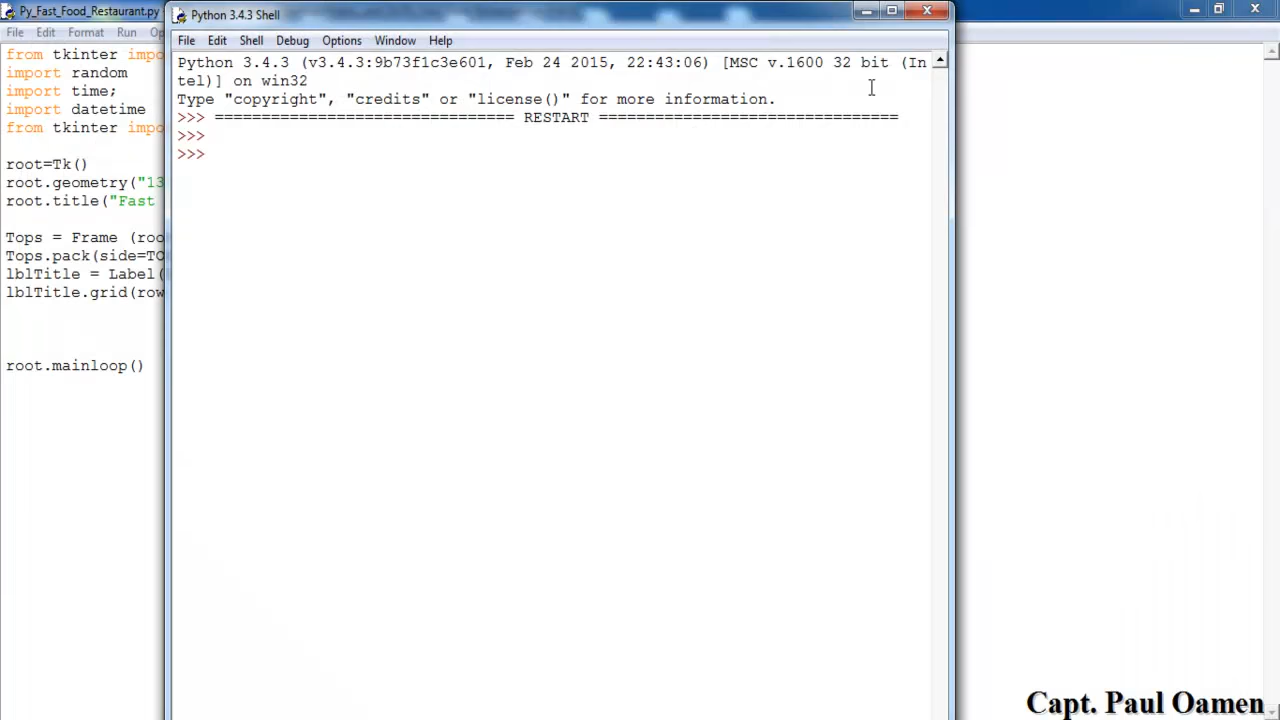 Py_Fast_Food_Restaurant.py
File Edit Format Run
from tkinter
import random
import time;
import datetime
from tkinter
root=Tk()
root.geometry("13
root.title("Fast
Tops = Frame (roo
Tops.pack(side=TO
lblTitle = Label(
lblTitle.grid(row
root.mainloop()
Python 3.4.3 Shell
File Edit Shell Debug Options Window Help
Python 3.4.3 (v3.4.3:9b73f1c3e601, Feb 24 2015, 22:43:06) [MSC v.1600 32 bit (In
tel)] on win32
Type "copyright", "credits" or "license()" for more information.
>>> ================================ RESTART ================================
>>>
>>>
Capt. Paul Oamen